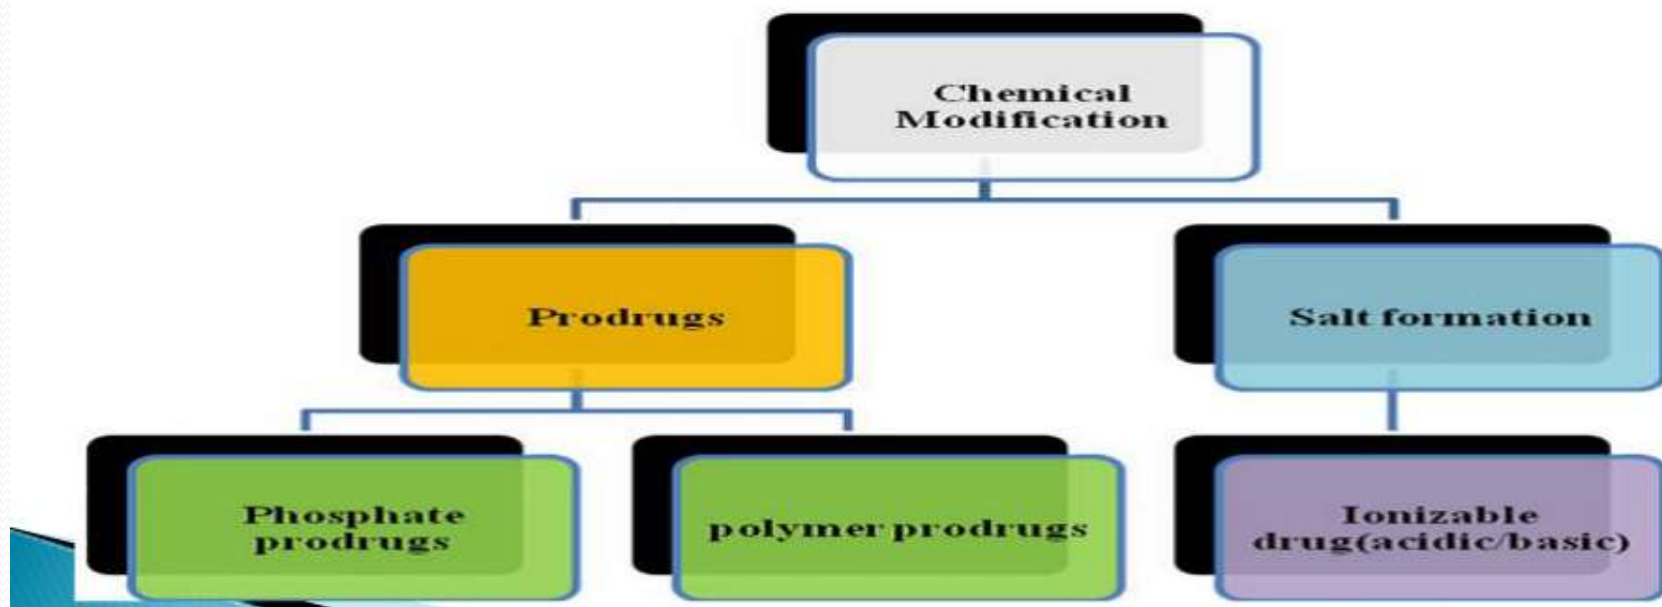 Chemical
Modification
Prodrugs
Salt formation
Phosphate
prodrugs
polymer prodrugs
Ionizable
drug(acidic/basic)